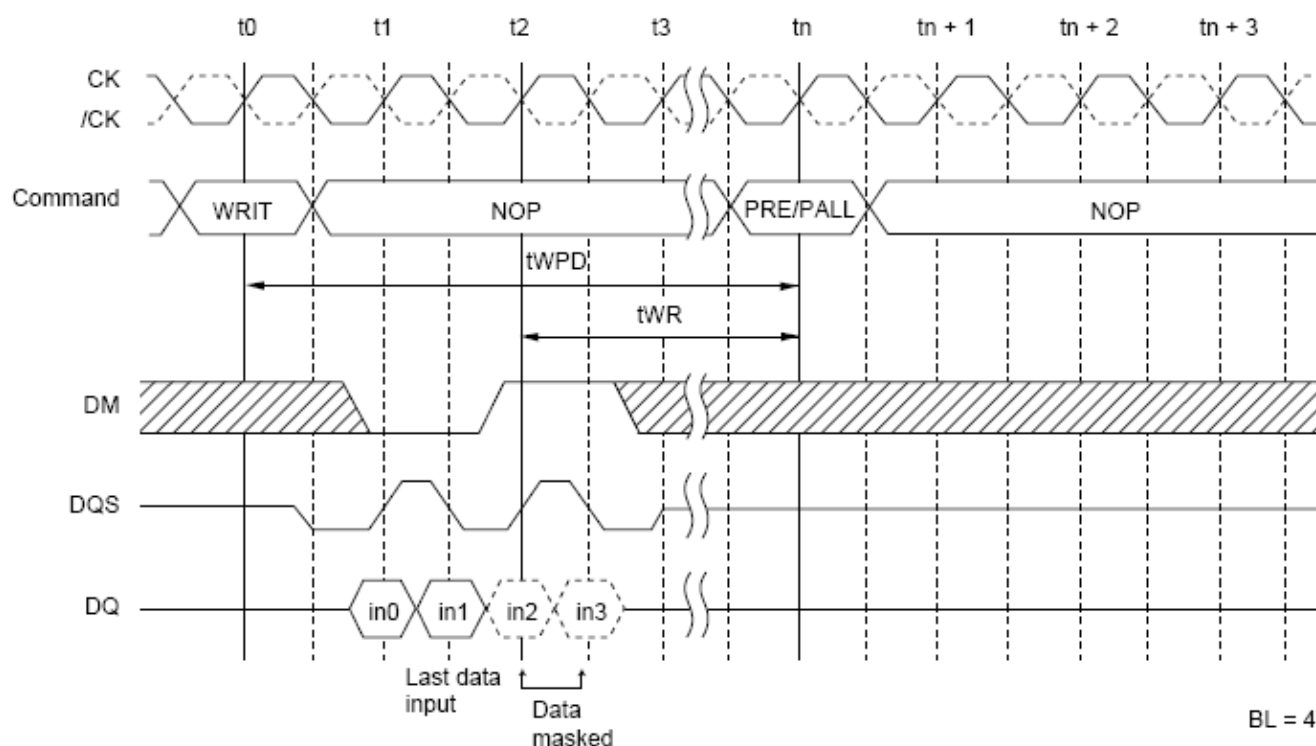 t0 t1 t2 t3 tn tn + 1 tn + 2 tn + 3
CK
/CK
Command WRIT NOP PRE/PALL NOP
tWPD
tWR
DM
DQS
DQ in0 in1 in2 in3
Last data
input
Data
masked
BL = 4